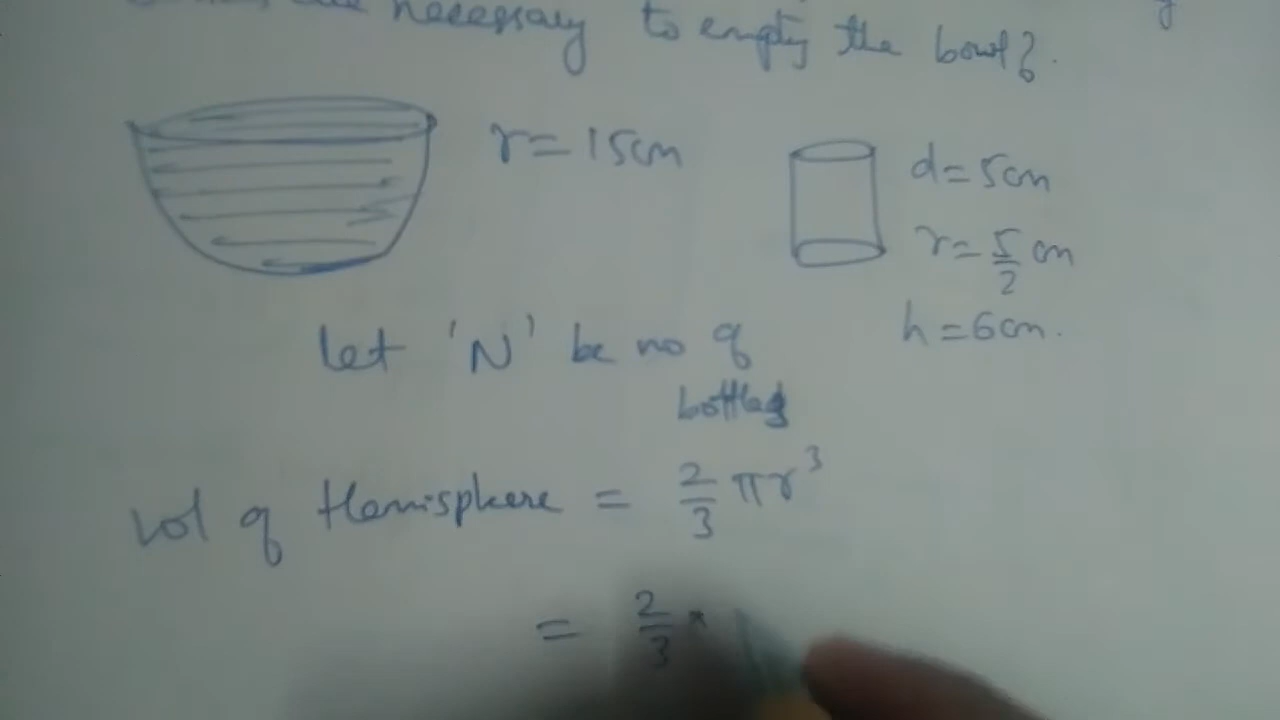 necessary to empty the bowl?
r = 15cm
d = 5cm
r = 5/2 cm
h = 6cm.
let 'N' be no of
bottles
Vol of Hemisphere = 2/3 πr³
= 2/3 ×